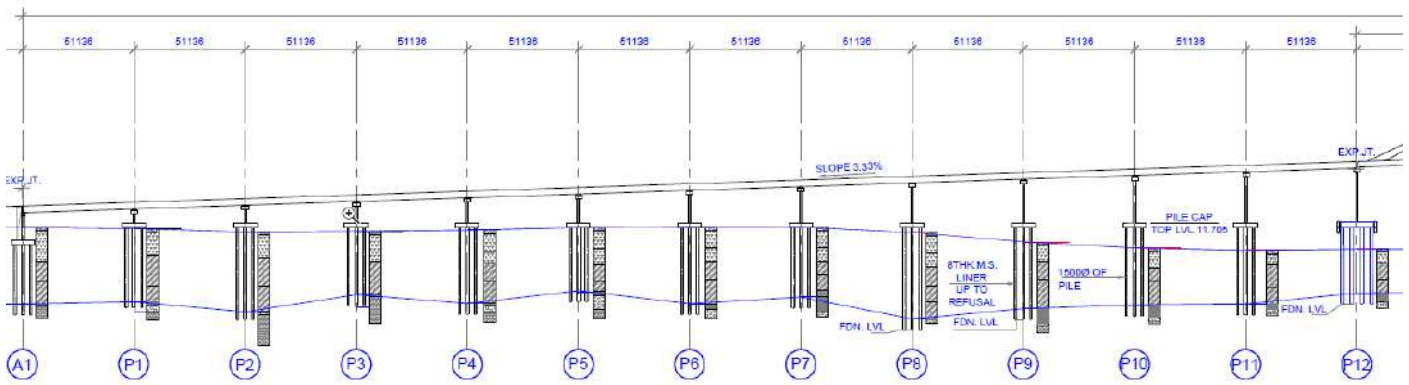 51136 51136 51136 51136 51136 51136 51136 51136 51136 51136 51136 51136
SLOPE 3.33%
EXP.JT.
EXP.JT.
PILE CAP
TOP LVL 11.705
8THK M.S.
LINER
UP TO
REFUSAL
1500Ø OF
PILE
FDN. LVL
FDN. LVL
FDN. LVL
A1 P1 P2 P3 P4 P5 P6 P7 P8 P9 P10 P11 P12